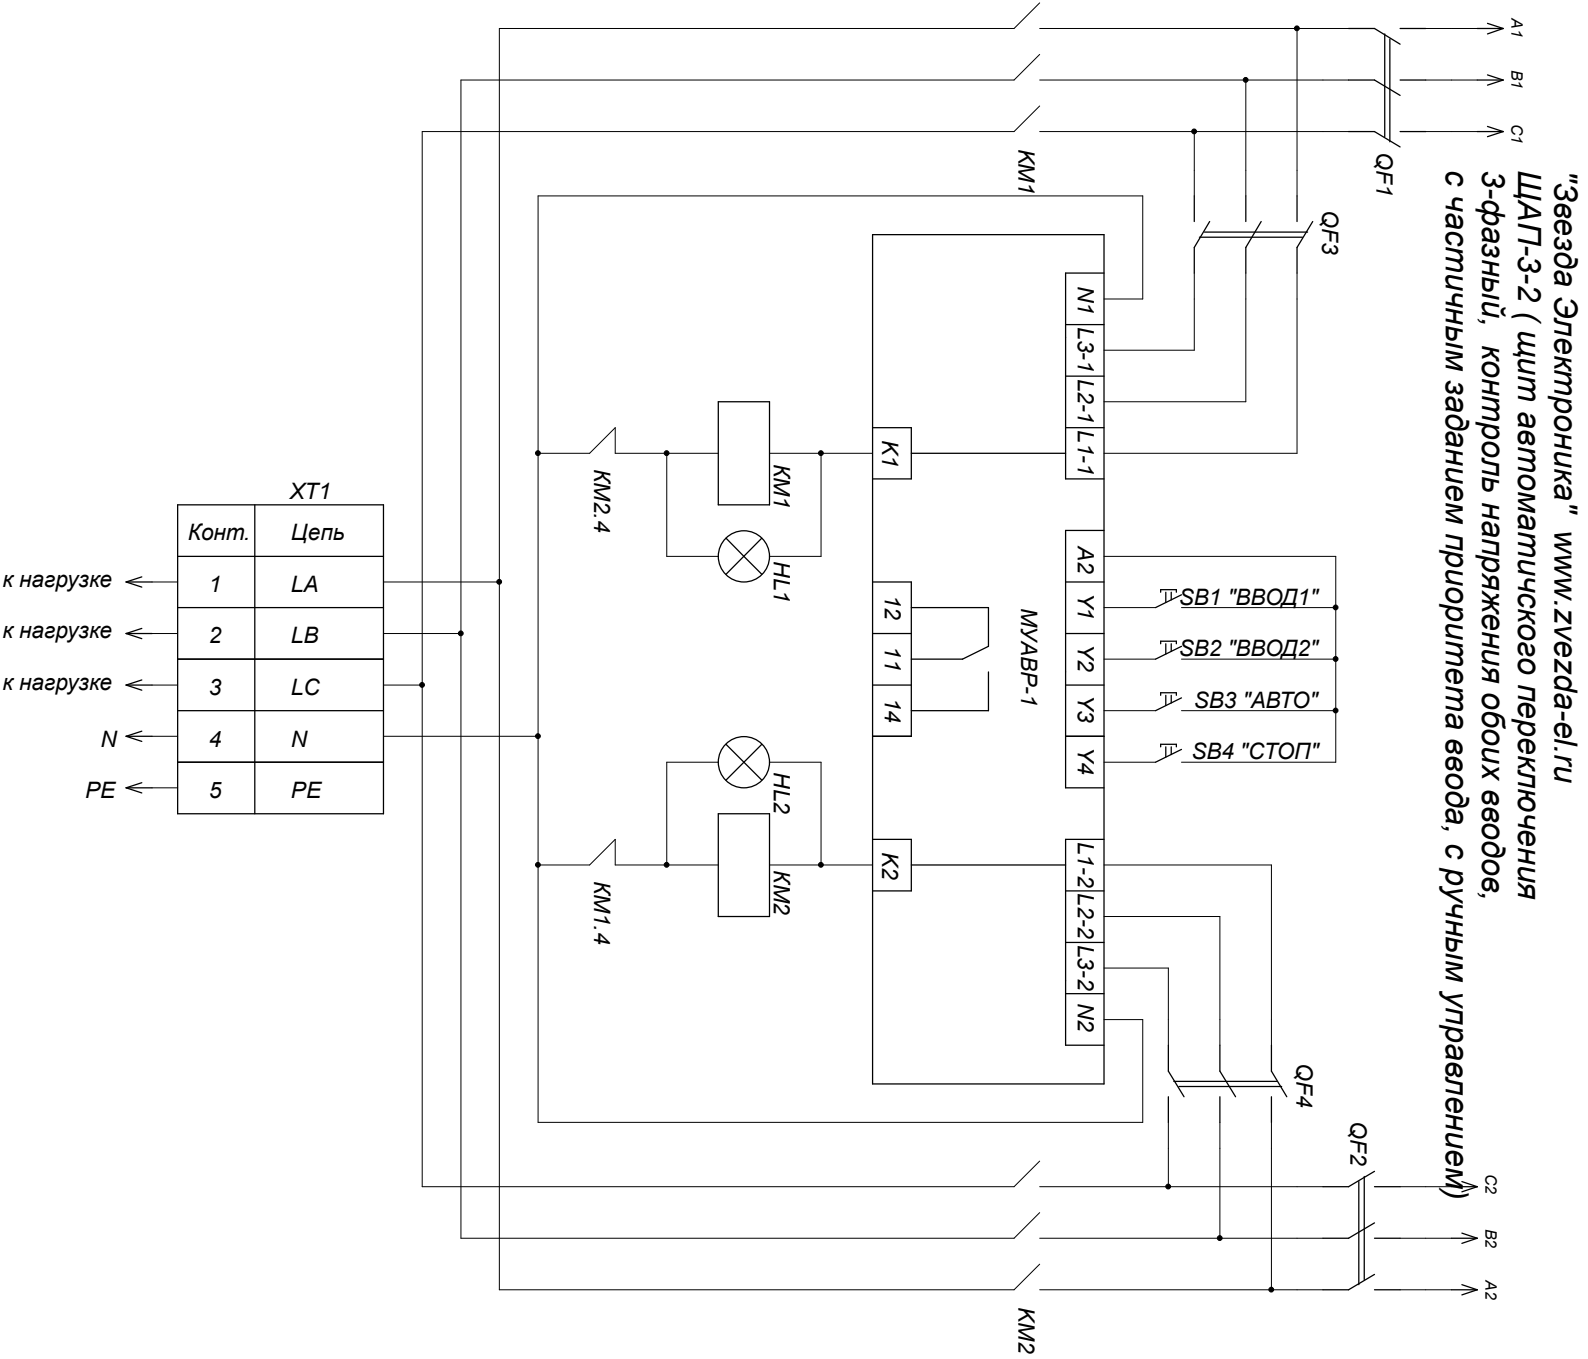 "Звезда Электроника" www.zvezda-el.ru
ЩАП-3-2 ( щит автоматичского переключения
3-фазный, контроль напряжения обоих вводов,
с частичным заданием приоритета ввода, с ручным управлением)
A1
B1
C1
QF1
KM1
QF3
N1
L3-1
L2-1
L1-1
K1
KM1
HL1
KM2.4
A2
Y1
Y2
Y3
Y4
SB1 "ВВОД1"
SB2 "ВВОД2"
SB3 "АВТО"
SB4 "СТОП"
12
11
14
МУАВР-1
HL2
KM2
KM1.4
K2
L1-2
L2-2
L3-2
N2
QF4
QF2
C2
B2
A2
KM2
XT1
Конт. Цепь
к нагрузке 1 LA
к нагрузке 2 LB
к нагрузке 3 LC
N 4 N
PE 5 PE